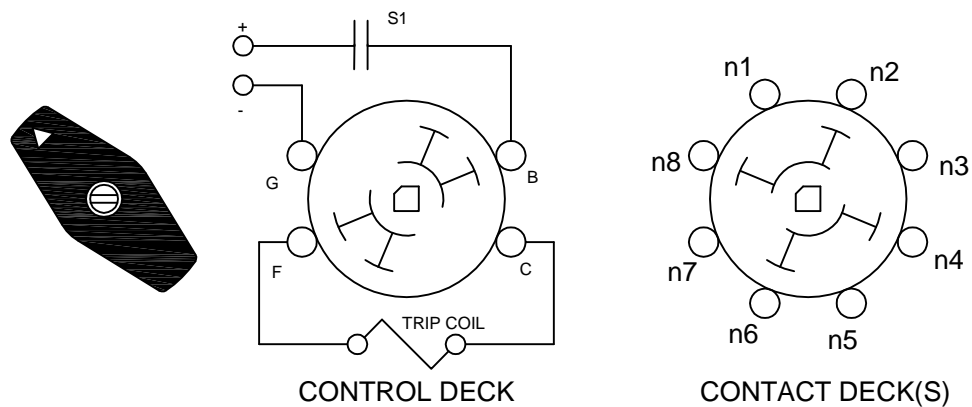 S1
+
-
G
B
F
C
TRIP COIL
CONTROL DECK
n1
n2
n8
n3
n7
n4
n6
n5
CONTACT DECK(S)